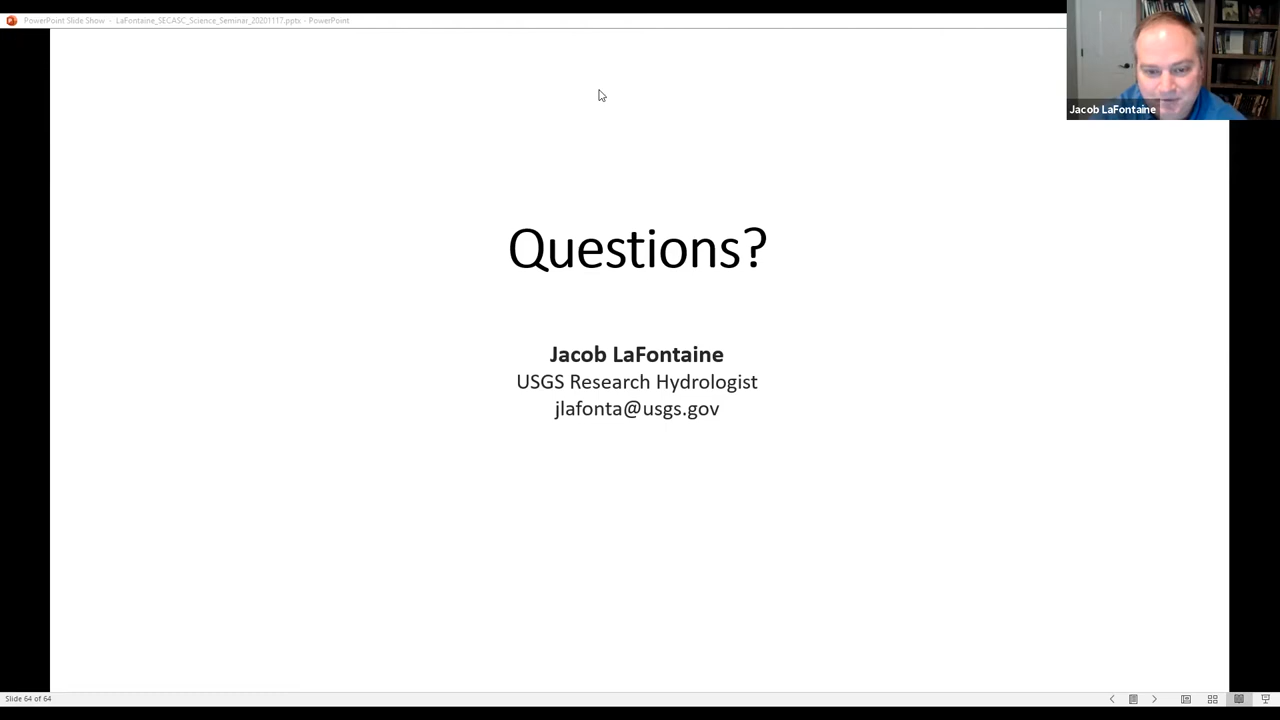 PowerPoint Slide Show - LaFontaine_SECASC_Science_Seminar_20201117.pptx - PowerPoint
Jacob LaFontaine
Questions?
Jacob LaFontaine
USGS Research Hydrologist
jlafonta@usgs.gov
Slide 64 of 64